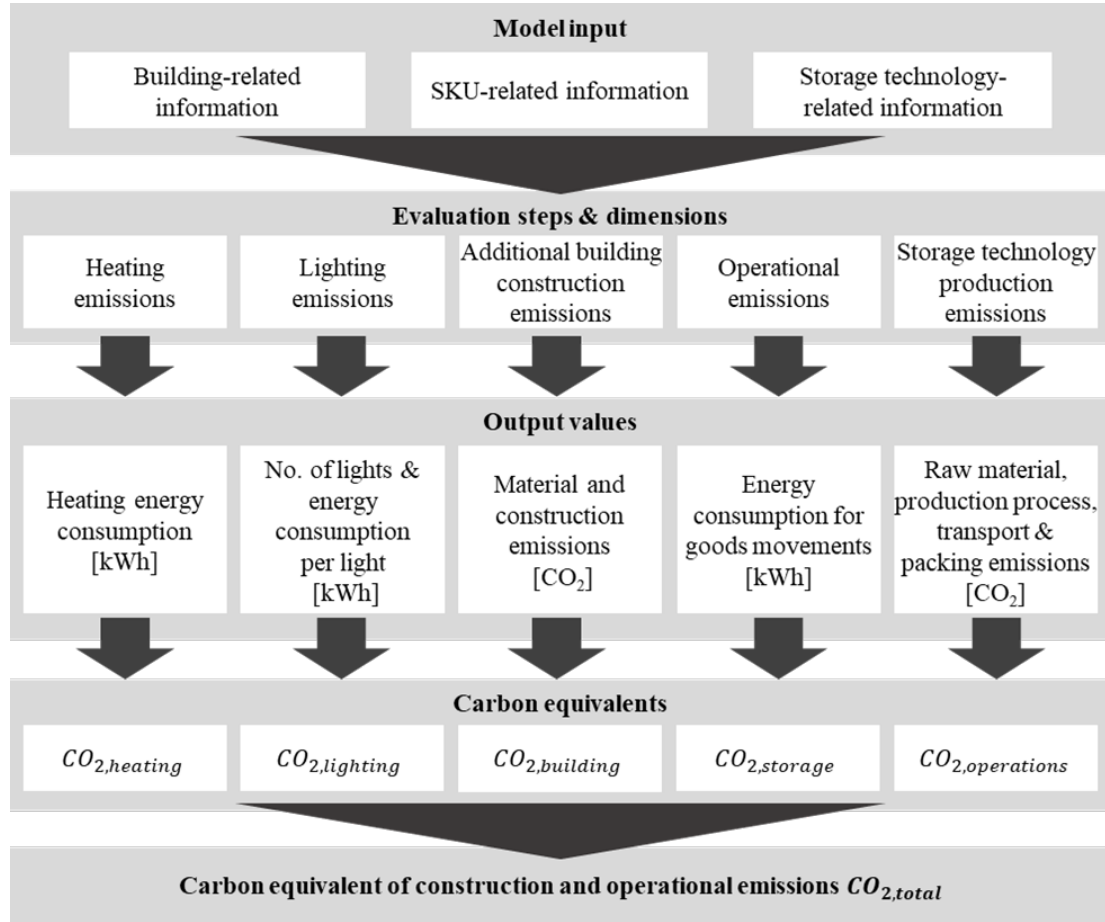 Model input
Building-related
information
SKU-related information
Storage technology-
related information
Evaluation steps & dimensions
Heating
emissions
Lighting
emissions
Additional building
construction
emissions
Operational
emissions
Storage technology
production
emissions
Output values
Heating energy
consumption
[kWh]
No. of lights &
energy
consumption
per light
[kWh]
Material and
construction
emissions
[CO₂]
Energy
consumption for
goods movements
[kWh]
Raw material,
production process,
transport &
packing emissions
[CO₂]
Carbon equivalents
CO₂,heating
CO₂,lighting
CO₂,building
CO₂,storage
CO₂,operations
Carbon equivalent of construction and operational emissions CO₂,total